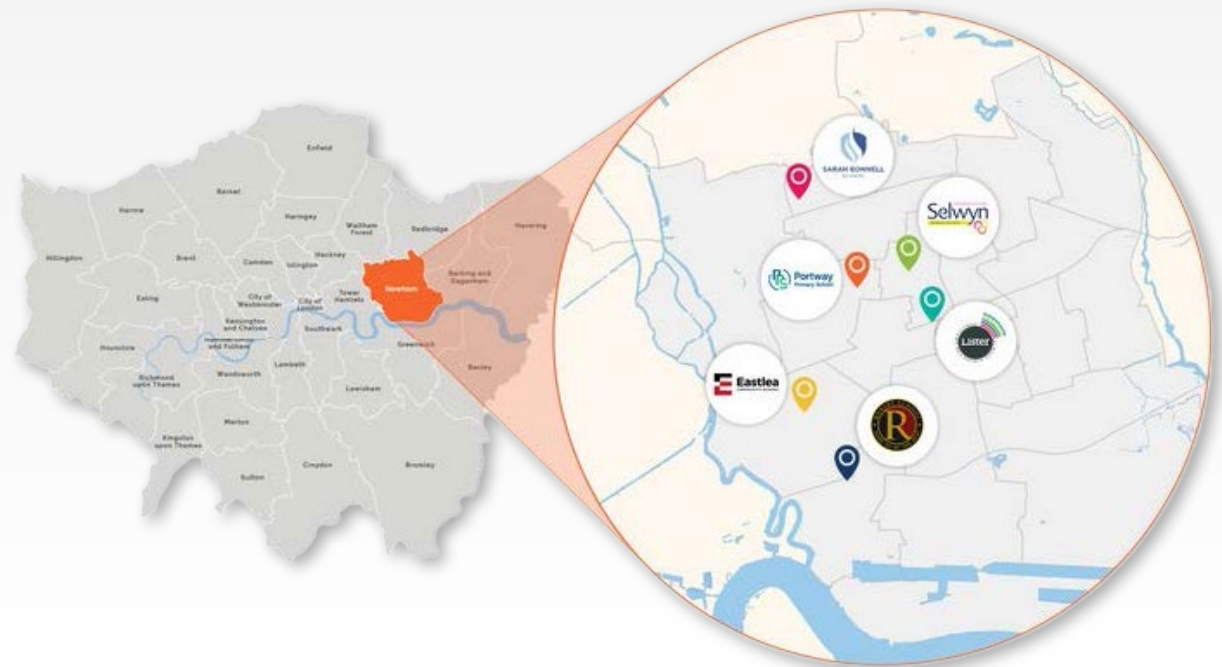 Enfield
Barnet
Harrow
Haringey
Waltham
Forest
Redbridge
Havering
Hillingdon
Brent
Camden
Islington
Hackney
Barking and
Dagenham
Newham
Ealing
City of
Westminster
City of
London
Tower
Hamlets
Kensington
and Chelsea
Southwark
Greenwich
Hounslow
and Fulham
Wandsworth
Lambeth
Bexley
Richmond
upon Thames
Lewisham
Merton
Kingston
upon Thames
Sutton
Croydon
Bromley
SARAH BONNELL
Selwyn
Portway
Primary School
Lister
Eastlea
R